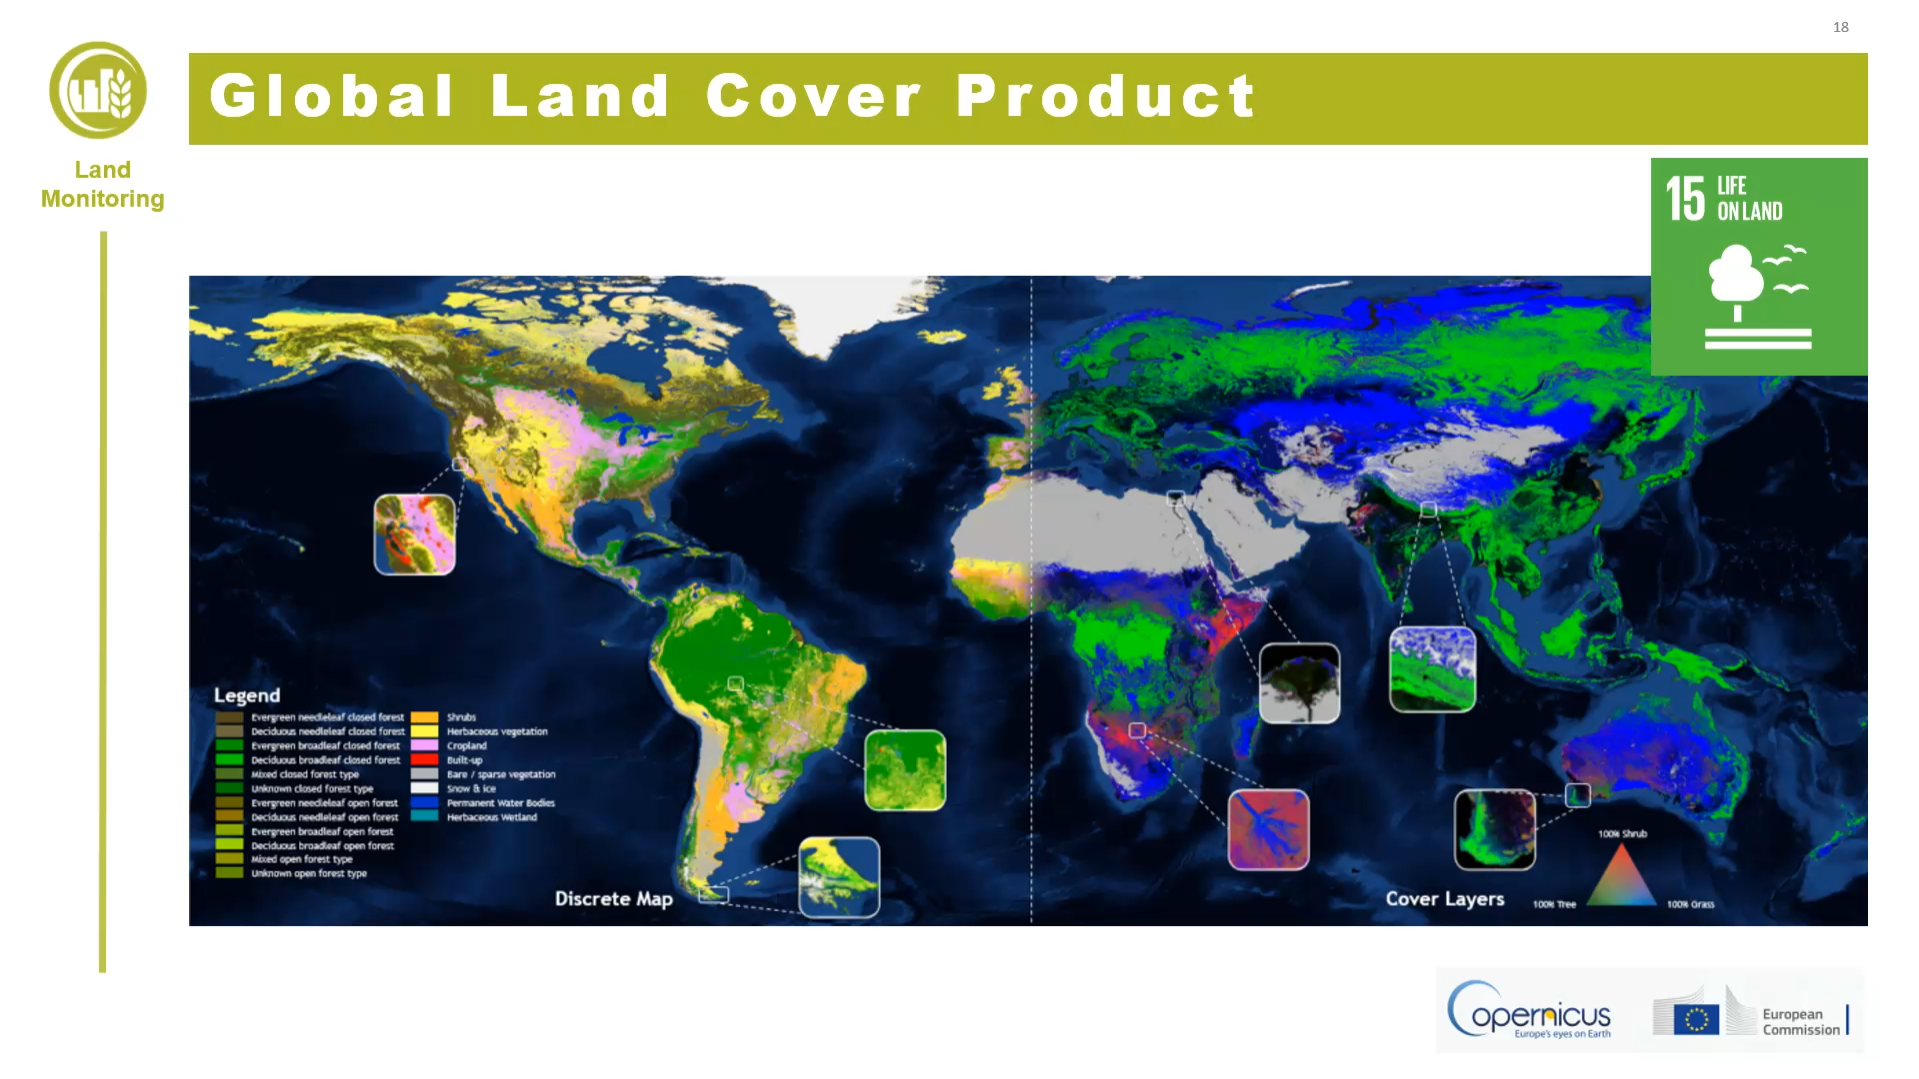 18
Global Land Cover Product
Land
Monitoring
15 LIFE
ON LAND
Legend
Evergreen needleleaf closed forest
Deciduous needleleaf closed forest
Evergreen broadleaf closed forest
Deciduous broadleaf closed forest
Mixed closed forest type
Unknown closed forest type
Evergreen needleleaf open forest
Deciduous needleleaf open forest
Evergreen broadleaf open forest
Deciduous broadleaf open forest
Mixed open forest type
Unknown open forest type
Shrubs
Herbaceous vegetation
Cropland
Built-up
Bare / sparse vegetation
Snow & ice
Permanent Water Bodies
Herbaceous Wetland
Discrete Map
Cover Layers
100% Shrub
100% Tree
100% Grass
Copernicus
Europe's eyes on Earth
European
Commission